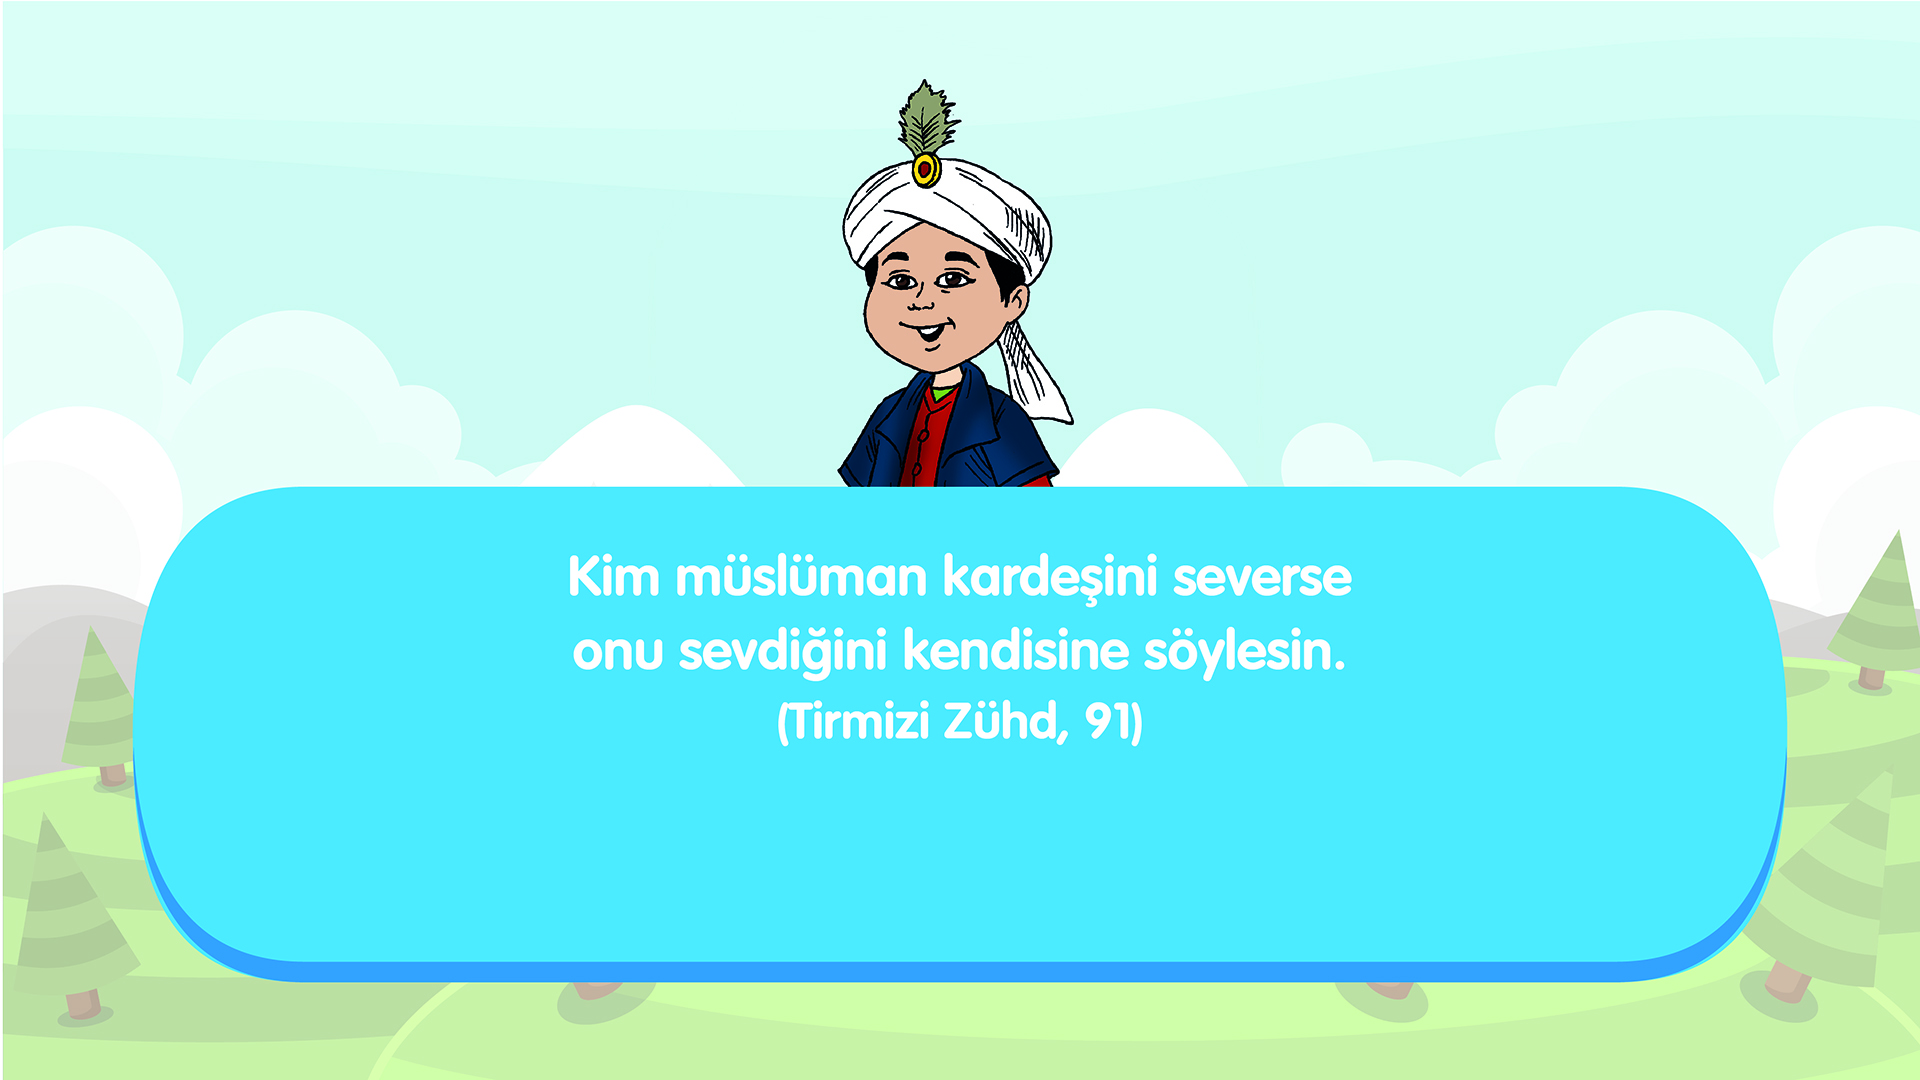 Kim müslüman kardeşini severse
onu sevdiğini kendisine söylesin.
(Tirmizi Zühd, 91)